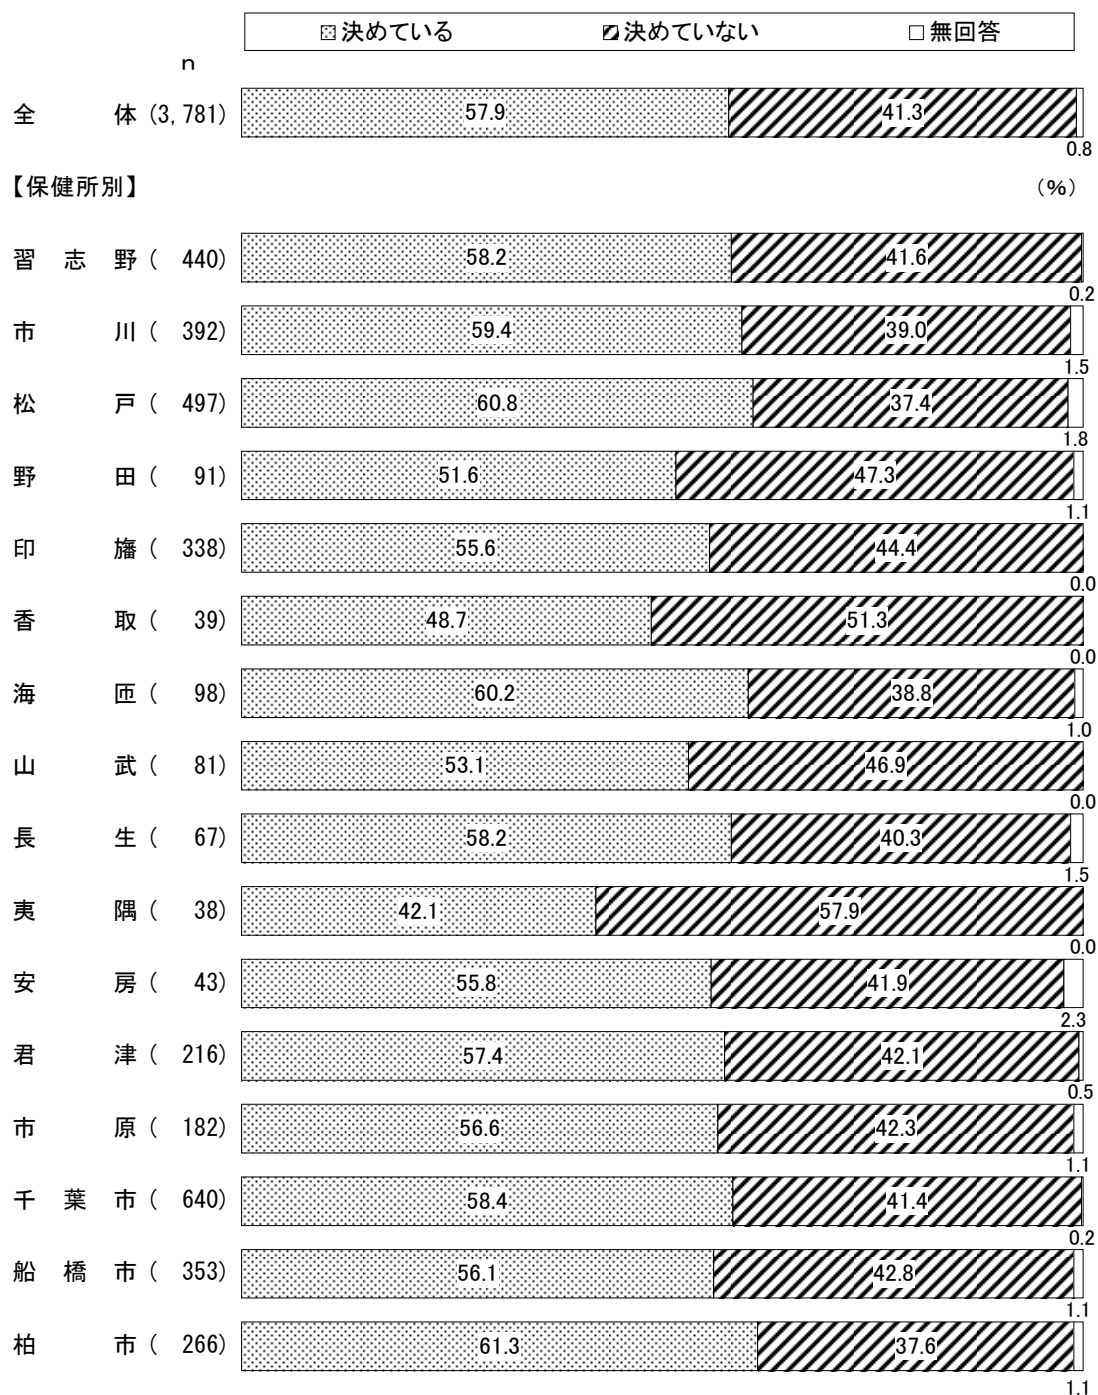 決めている 決めていない 無回答
n
全体(3,781) 57.9 41.3
0.8
【保健所別】 (%)
習志野( 440) 58.2 41.6
0.2
市川( 392) 59.4 39.0
1.5
松戸( 497) 60.8 37.4
1.8
野田( 91) 51.6 47.3
1.1
印旛( 338) 55.6 44.4
0.0
香取( 39) 48.7 51.3
0.0
海匝( 98) 60.2 38.8
1.0
山武( 81) 53.1 46.9
0.0
長生( 67) 58.2 40.3
1.5
夷隅( 38) 42.1 57.9
0.0
安房( 43) 55.8 41.9
2.3
君津( 216) 57.4 42.1
0.5
市原( 182) 56.6 42.3
1.1
千葉市( 640) 58.4 41.4
0.2
船橋市( 353) 56.1 42.8
1.1
柏市( 266) 61.3 37.6
1.1